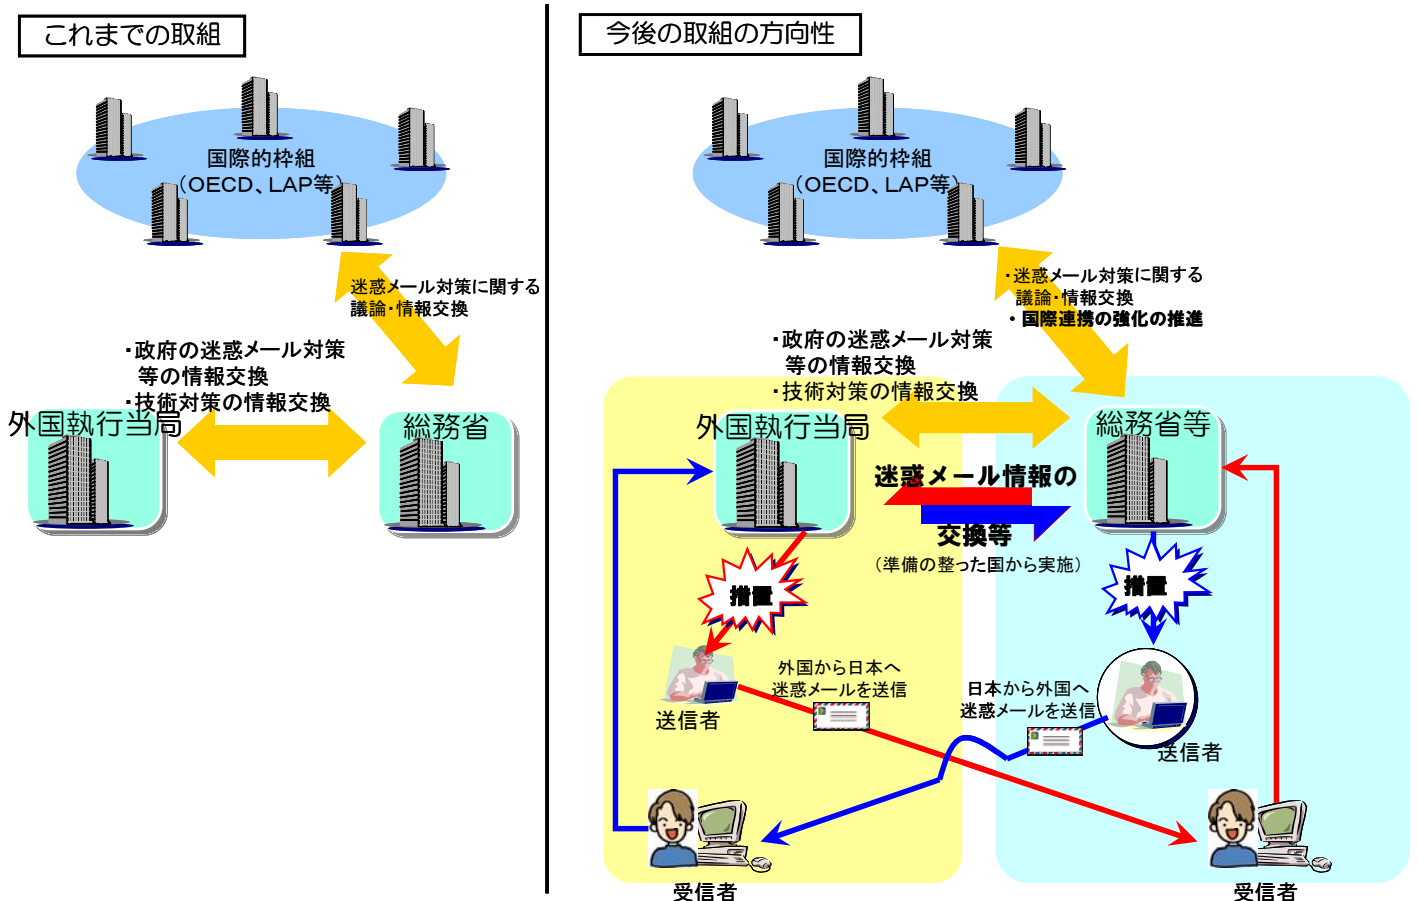 これまでの取組
国際的枠組
（OECD、LAP等）
迷惑メール対策に関する
議論・情報交換
・政府の迷惑メール対策
等の情報交換
・技術対策の情報交換
外国執行当局
総務省
今後の取組の方向性
国際的枠組
（OECD、LAP等）
・迷惑メール対策に関する
議論・情報交換
・国際連携の強化の推進
・政府の迷惑メール対策
等の情報交換
・技術対策の情報交換
外国執行当局
総務省等
迷惑メール情報の
交換等
（準備の整った国から実施）
措置
措置
外国から日本へ
迷惑メールを送信
送信者
日本から外国へ
迷惑メールを送信
送信者
受信者
受信者